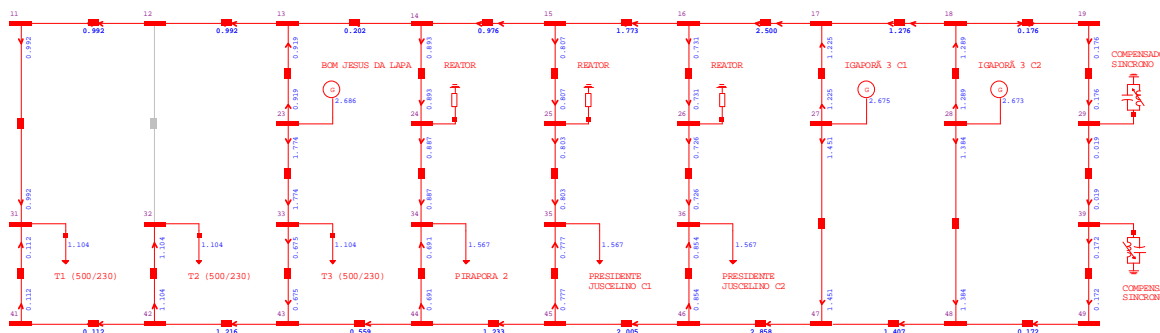 11 12 13 14 15 16 17 18 19
0.992 0.992 0.202 0.976 1.773 2.500 1.276 0.176
0.992 0.919 0.893 0.807 0.731 1.225 1.289 0.176
BOM JESUS DA LAPA REATOR REATOR REATOR IGAPORÃ 3 C1 IGAPORÃ 3 C2
SINCRONO
G G G
2.686 2.675 2.673
0.919 0.893 0.807 0.731 1.225 1.289 0.176
23 24 25 26 27 28 29
1.774 0.887 0.803 0.726 1.451 1.384 0.019
0.992 1.774 0.887 0.803 0.726 0.019
31 32 33 34 35 36 39
0.112 1.104 1.104 0.675 1.104 0.691 1.567 0.777 1.567 0.854 1.567 0.172
T1 (500/230) T2 (500/230) T3 (500/230) PIRAPORA 2 PRESIDENTE PRESIDENTE
JUSCELINO C1 JUSCELINO C2
0.112 1.104 0.675 0.691 0.777 0.854 1.451 1.384 0.172
41 42 43 44 45 46 47 48 49
0.112 1.216 0.559 1.233 2.005 2.858 1.407 0.172